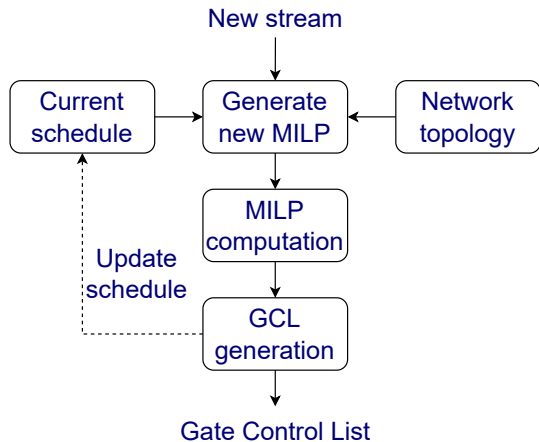 New stream
Current
schedule
Generate
new MILP
Network
topology
MILP
computation
Update
schedule
GCL
generation
Gate Control List